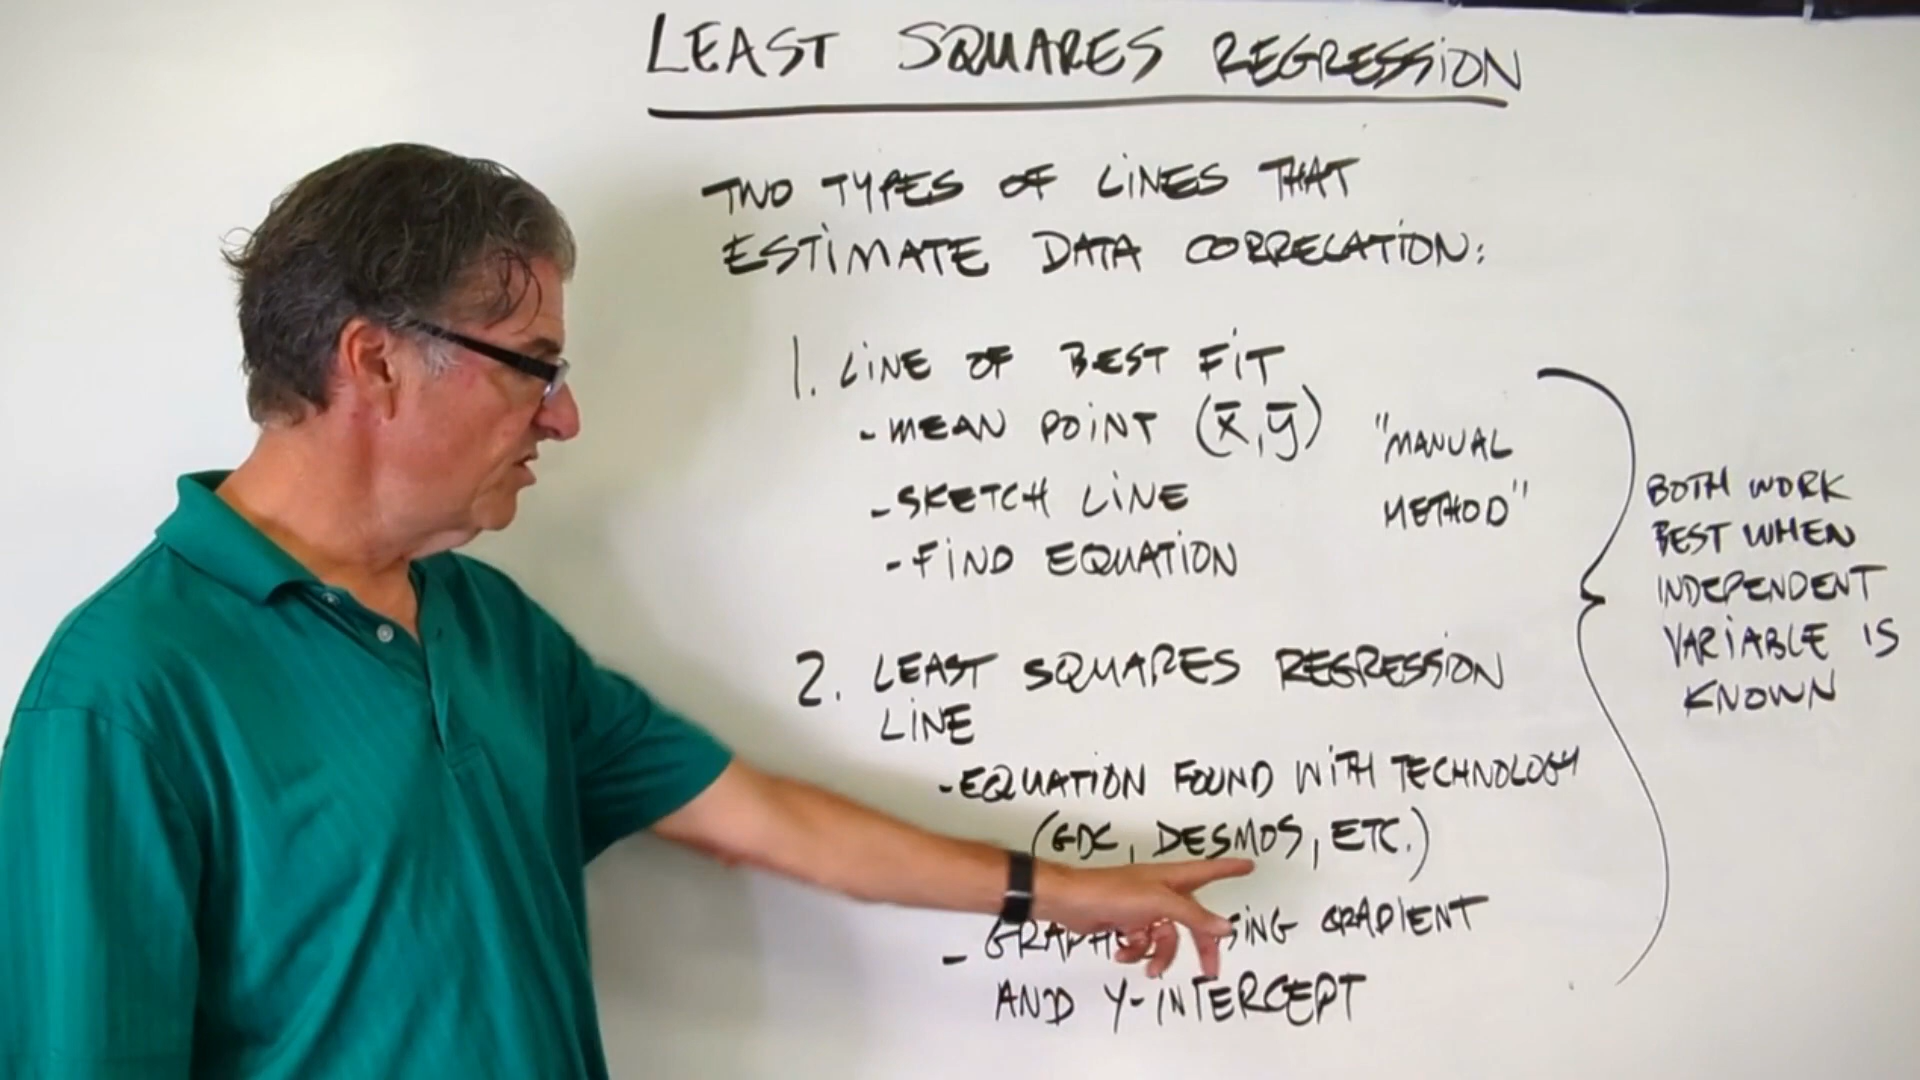 LEAST SQUARES REGRESSION
TWO TYPES OF LINES THAT
ESTIMATE DATA CORRELATION:
1. LINE OF BEST FIT
- MEAN POINT (x̄, ȳ)
- SKETCH LINE
- FIND EQUATION
"MANUAL
METHOD"
2. LEAST SQUARES REGRESSION
LINE
- EQUATION FOUND WITH TECHNOLOGY
(GDC, DESMOS, ETC.)
- GRADIENT
AND Y-INTERCEPT
BOTH WORK
BEST WHEN
INDEPENDENT
VARIABLE IS
KNOWN